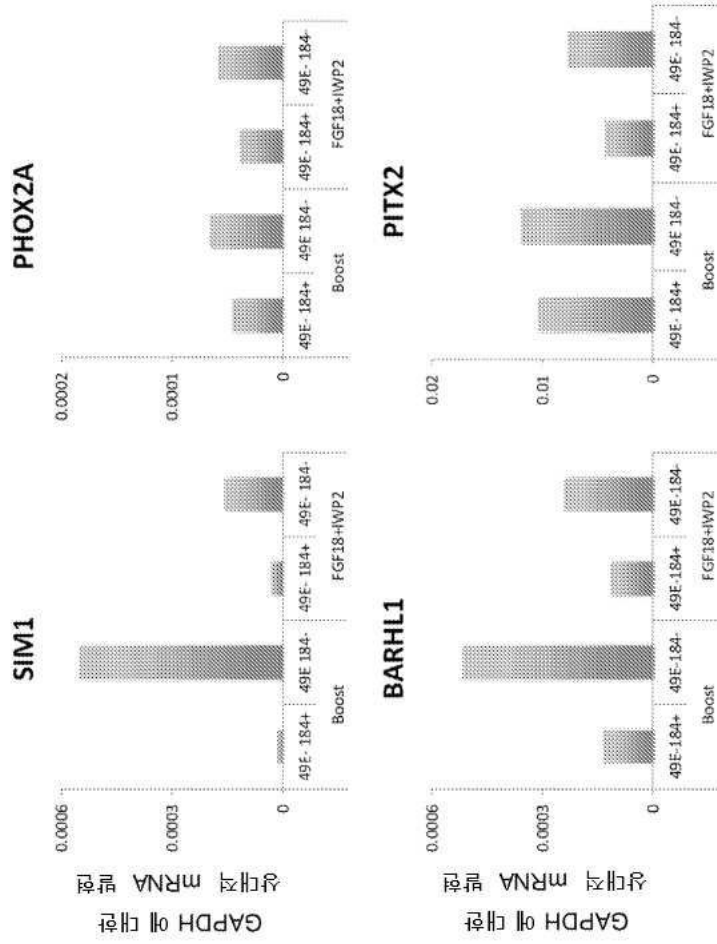 SIM1
GAPDH 에 대한
상대적 mRNA 발현
0.0006
0.0003
0
49E- 184+ 49E 184- 49E- 184+ 49E- 184-
Boost FGF18+IWP2
PHOX2A
0.0002
0.0001
0
49E- 184+ 49E 184- 49E- 184+ 49E- 184-
Boost FGF18+IWP2
BARHL1
GAPDH 에 대한
상대적 mRNA 발현
0.0006
0.0003
0
49E-184+ 49E-184- 49E-184+ 49E-184-
Boost FGF18+IWP2
PITX2
0.02
0.01
0
49E- 184+ 49E 184- 49E- 184+ 49E- 184-
Boost FGF18+IWP2